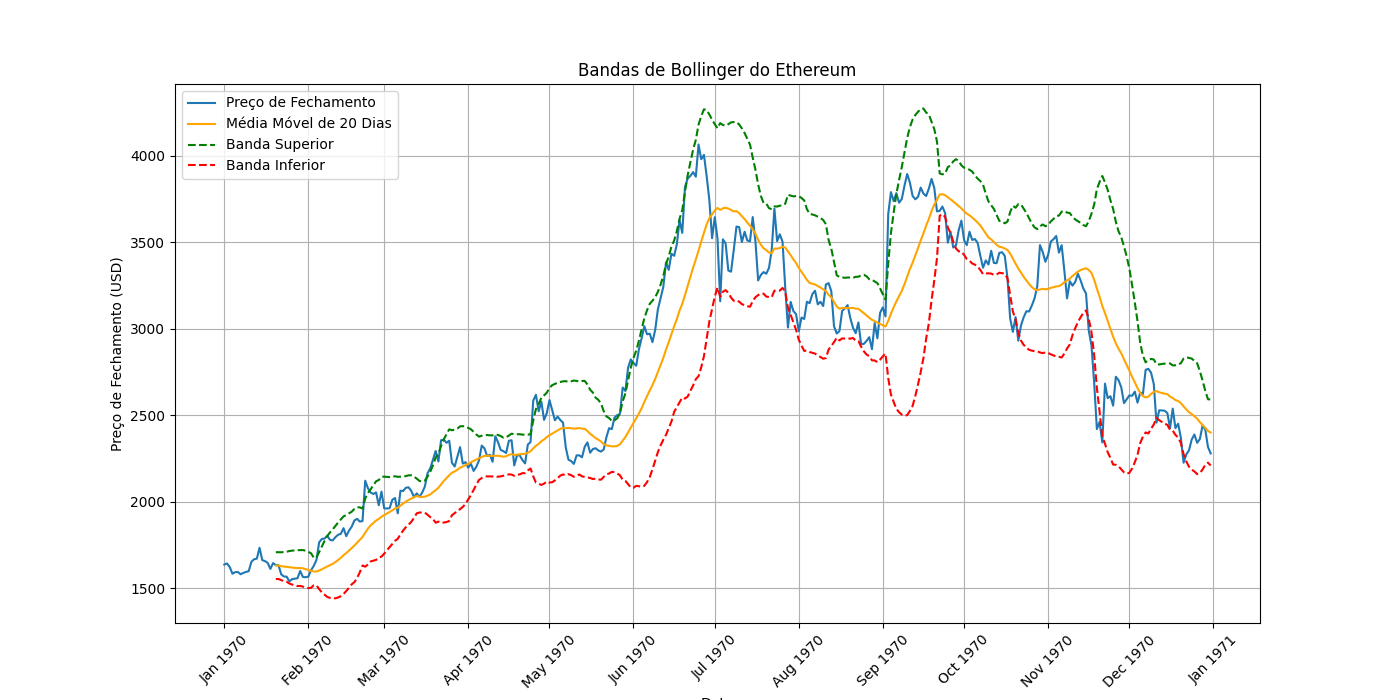 Bandas de Bollinger do Ethereum
Preço de Fechamento
Média Móvel de 20 Dias
Banda Superior
Banda Inferior
Preço de Fechamento (USD)
4000
3500
3000
2500
2000
1500
Jan 1970
Feb 1970
Mar 1970
Apr 1970
May 1970
Jun 1970
Jul 1970
Aug 1970
Sep 1970
Oct 1970
Nov 1970
Dec 1970
Jan 1971